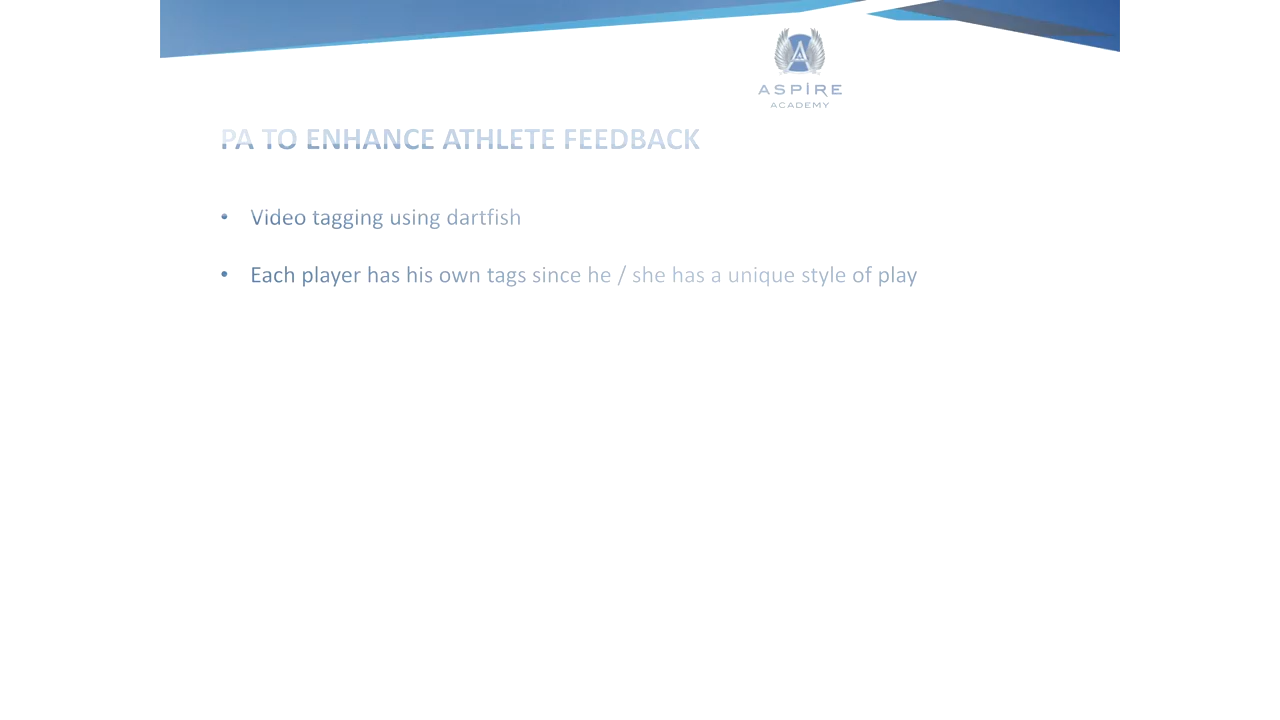 ASPIRE
ACADEMY
PA TO ENHANCE ATHLETE FEEDBACK
• Video tagging using dartfish
• Each player has his own tags since he / she has a unique style of play